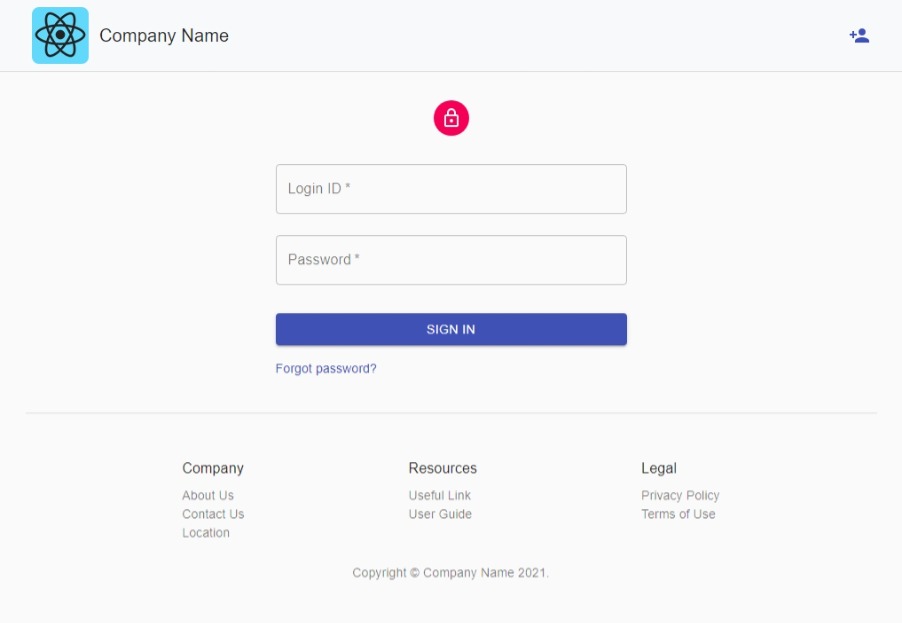 Company Name
Login ID *
Password *
SIGN IN
Forgot password?
Company
About Us
Contact Us
Location
Resources
Useful Link
User Guide
Legal
Privacy Policy
Terms of Use
Copyright © Company Name 2021.